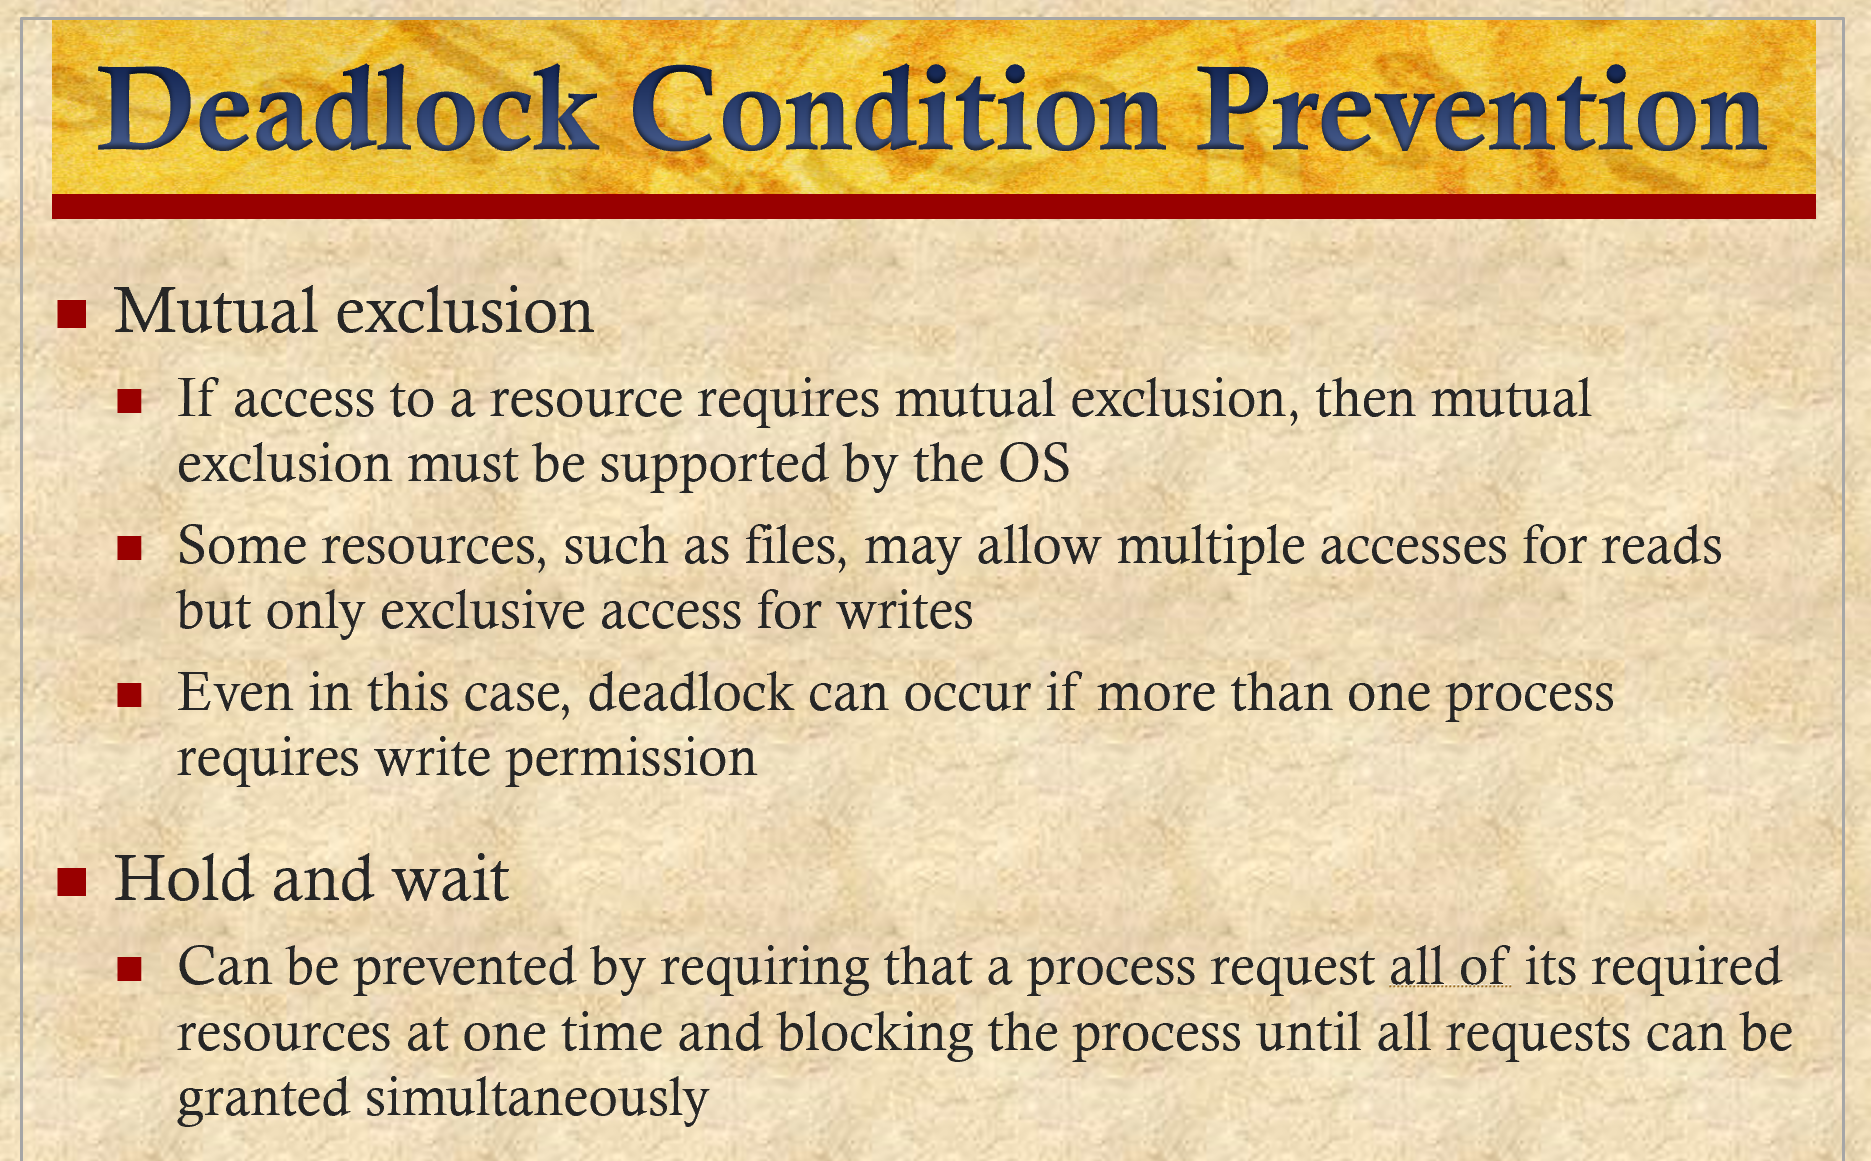 Deadlock Condition Prevention
Mutual exclusion
If access to a resource requires mutual exclusion, then mutual
exclusion must be supported by the OS
Some resources, such as files, may allow multiple accesses for reads
but only exclusive access for writes
Even in this case, deadlock can occur if more than one process
requires write permission
Hold and wait
Can be prevented by requiring that a process request all of its required
resources at one time and blocking the process until all requests can be
granted simultaneously